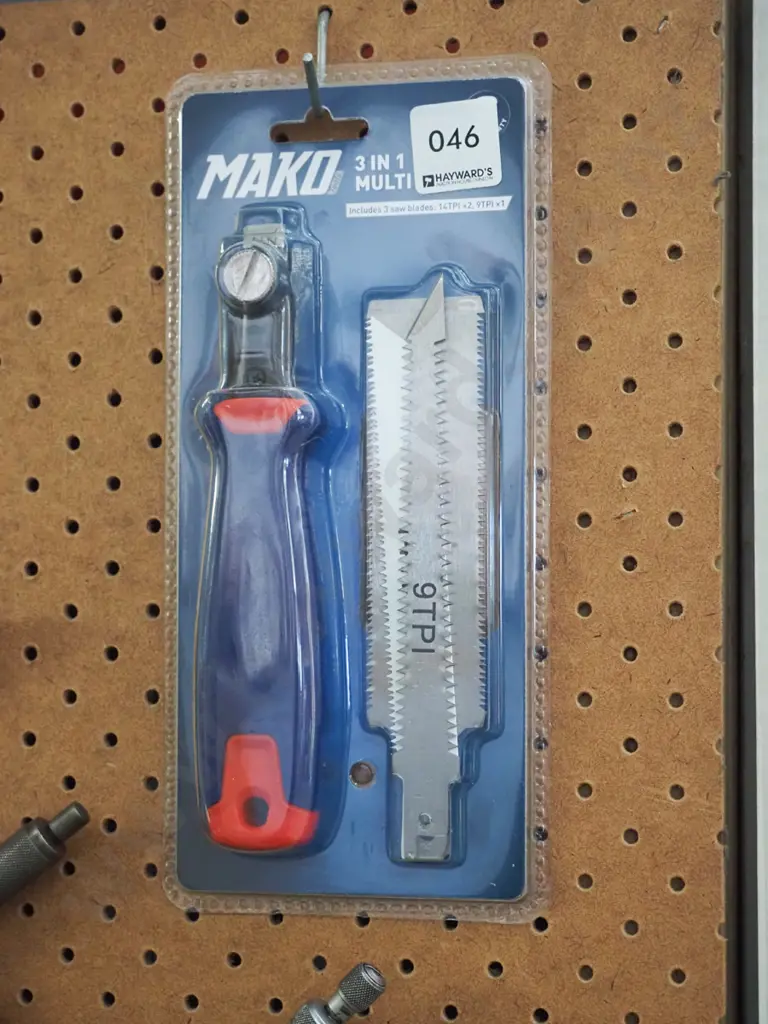 MAKO
3 IN 1
MULTI
046
HAYWARD'S
Includes 3 saw blades: 14TPI x2, 9TPI x1
9TPI